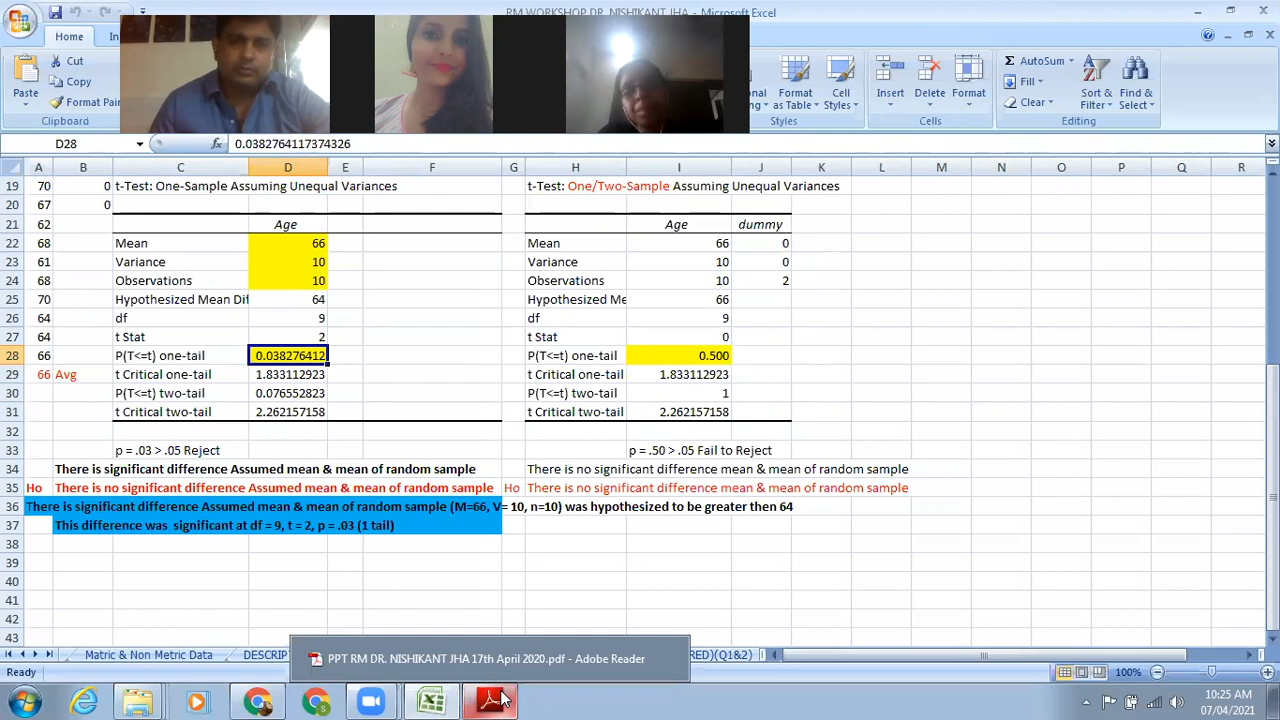 RM WORKSHOP DR. NISHIKANT JHA - Microsoft Excel
Home In
Paste
Cut
Copy
Format Pain
Clipboard
Format as Table
Cell Styles
Styles
Insert
Delete
Format
Cells
AutoSum
Fill
Clear
Sort & Filter
Find & Select
Editing
D28 fx 0.0382764117374326
A B C D E F G H I J K L M N O P Q R
19 70 0 t-Test: One-Sample Assuming Unequal Variances t-Test: One/Two-Sample Assuming Unequal Variances
20 67 0
21 62 Age Age dummy
22 68 Mean 66 Mean 66 0
23 61 Variance 10 Variance 10 0
24 68 Observations 10 Observations 10 2
25 70 Hypothesized Mean Dif 64 Hypothesized Me 66
26 64 df 9 df 9
27 64 t Stat 2 t Stat 0
28 66 P(T<=t) one-tail 0.038276412 P(T<=t) one-tail 0.500
29 66 Avg t Critical one-tail 1.833112923 t Critical one-tail 1.833112923
30 P(T<=t) two-tail 0.076552823 P(T<=t) two-tail 1
31 t Critical two-tail 2.262157158 t Critical two-tail 2.262157158
32
33 p = .03 > .05 Reject p = .50 > .05 Fail to Reject
34 There is significant difference Assumed mean & mean of random sample There is no significant difference mean & mean of random sample
35 Ho There is no significant difference Assumed mean & mean of random sample Ho There is no significant difference mean & mean of random sample
36 There is significant difference Assumed mean & mean of random sample (M=66, V= 10, n=10) was hypothesized to be greater then 64
37 This difference was significant at df = 9, t = 2, p = .03 (1 tail)
38
39
40
41
42
43
PPT RM DR. NISHIKANT JHA 17th April 2020.pdf - Adobe Reader
Matric & Non Metric Data DESCRIP RED)(Q1&2)
Ready 100%
10:25 AM
07/04/2021